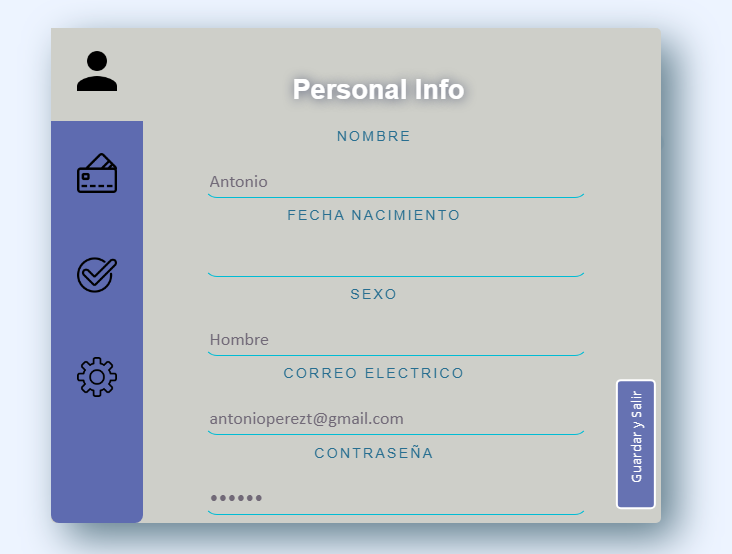 Personal Info
NOMBRE
Antonio
FECHA NACIMIENTO
SEXO
Hombre
CORREO ELECTRICO
antonioperezt@gmail.com
CONTRASEÑA
••••••
Guardar y Salir